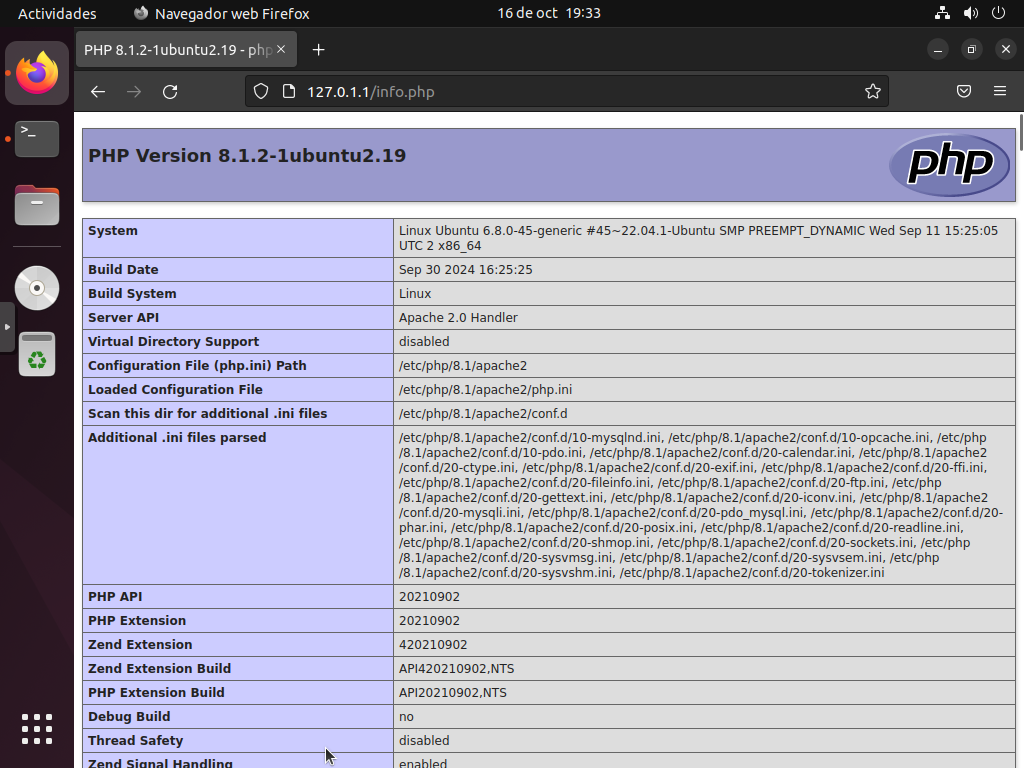 Actividades
Navegador web Firefox
16 de oct 19:33
PHP 8.1.2-1ubuntu2.19 - php
127.0.1.1/info.php
PHP Version 8.1.2-1ubuntu2.19
php
System
Linux Ubuntu 6.8.0-45-generic #45~22.04.1-Ubuntu SMP PREEMPT_DYNAMIC Wed Sep 11 15:25:05
UTC 2 x86_64
Build Date
Sep 30 2024 16:25:25
Build System
Linux
Server API
Apache 2.0 Handler
Virtual Directory Support
disabled
Configuration File (php.ini) Path
/etc/php/8.1/apache2
Loaded Configuration File
/etc/php/8.1/apache2/php.ini
Scan this dir for additional .ini files
/etc/php/8.1/apache2/conf.d
Additional .ini files parsed
/etc/php/8.1/apache2/conf.d/10-mysqlnd.ini, /etc/php/8.1/apache2/conf.d/10-opcache.ini, /etc/php
/8.1/apache2/conf.d/10-pdo.ini, /etc/php/8.1/apache2/conf.d/20-calendar.ini, /etc/php/8.1/apache2
/conf.d/20-ctype.ini, /etc/php/8.1/apache2/conf.d/20-exif.ini, /etc/php/8.1/apache2/conf.d/20-ffi.ini,
/etc/php/8.1/apache2/conf.d/20-fileinfo.ini, /etc/php/8.1/apache2/conf.d/20-ftp.ini, /etc/php
/8.1/apache2/conf.d/20-gettext.ini, /etc/php/8.1/apache2/conf.d/20-iconv.ini, /etc/php/8.1/apache2
/conf.d/20-mysqli.ini, /etc/php/8.1/apache2/conf.d/20-pdo_mysql.ini, /etc/php/8.1/apache2/conf.d/20-
phar.ini, /etc/php/8.1/apache2/conf.d/20-posix.ini, /etc/php/8.1/apache2/conf.d/20-readline.ini,
/etc/php/8.1/apache2/conf.d/20-shmop.ini, /etc/php/8.1/apache2/conf.d/20-sockets.ini, /etc/php
/8.1/apache2/conf.d/20-sysvmsg.ini, /etc/php/8.1/apache2/conf.d/20-sysvsem.ini, /etc/php
/8.1/apache2/conf.d/20-sysvshm.ini, /etc/php/8.1/apache2/conf.d/20-tokenizer.ini
PHP API
20210902
PHP Extension
20210902
Zend Extension
420210902
Zend Extension Build
API420210902,NTS
PHP Extension Build
API20210902,NTS
Debug Build
no
Thread Safety
disabled
Zend Signal Handling
enabled